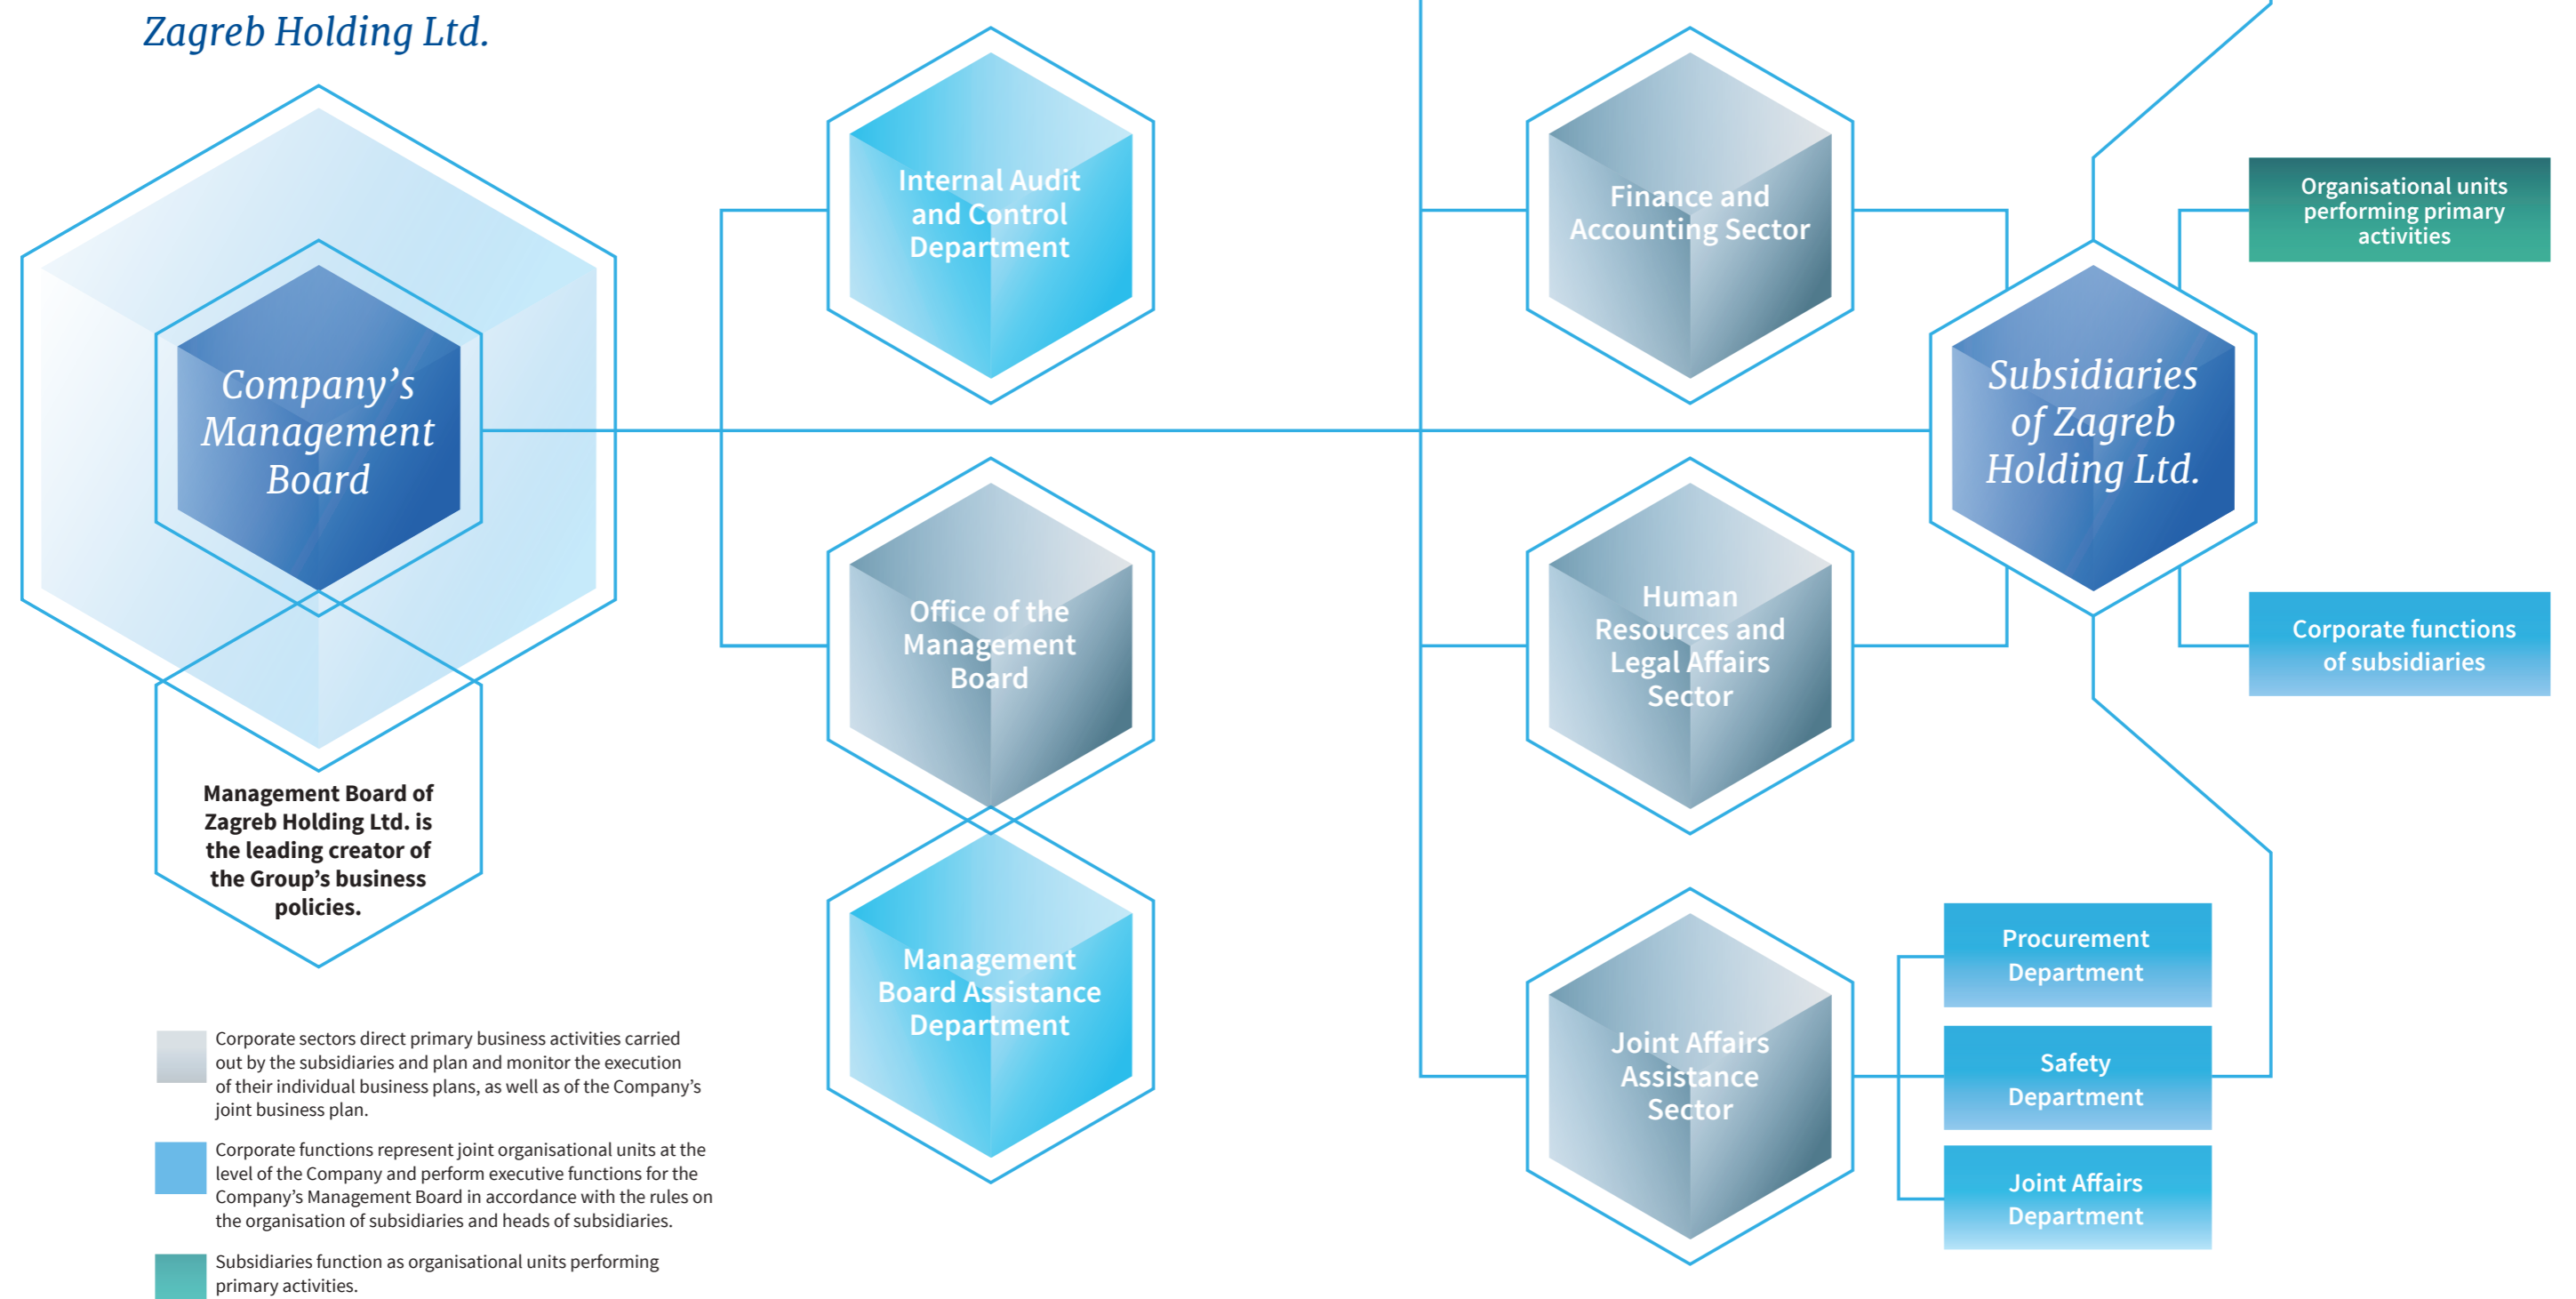 Zagreb Holding Ltd.
Company’s
Management
Board
Management Board of
Zagreb Holding Ltd. is
the leading creator of
the Group’s business
policies.
Internal Audit
and Control
Department
Office of the
Management
Board
Management
Board Assistance
Department
Finance and
Accounting Sector
Human
Resources and
Legal Affairs
Sector
Joint Affairs
Assistance
Sector
Subsidiaries
of Zagreb
Holding Ltd.
Organisational units
performing primary
activities
Corporate functions
of subsidiaries
Procurement
Department
Safety
Department
Joint Affairs
Department
Corporate sectors direct primary business activities carried
out by the subsidiaries and plan and monitor the execution
of their individual business plans, as well as of the Company’s
joint business plan.
Corporate functions represent joint organisational units at the
level of the Company and perform executive functions for the
Company’s Management Board in accordance with the rules on
the organisation of subsidiaries and heads of subsidiaries.
Subsidiaries function as organisational units performing
primary activities.